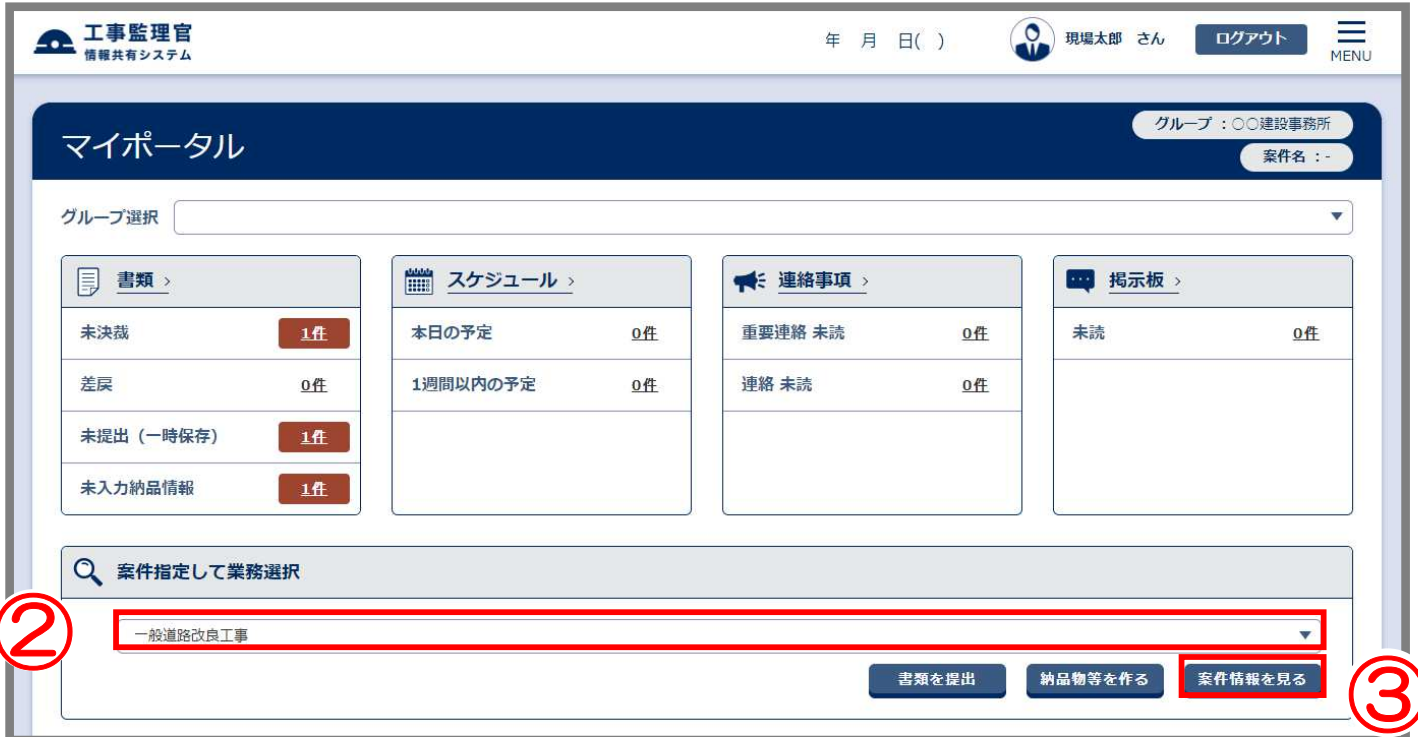 工事監理官
情報共有システム
年 月 日( )
現場太郎 さん
ログアウト
MENU
マイポータル
グループ : 〇〇建設事務所
案件名 : -
グループ選択
書類 >
未決裁 1件
差戻 0件
未提出（一時保存） 1件
未入力納品情報 1件
スケジュール >
本日の予定 0件
1週間以内の予定 0件
連絡事項 >
重要連絡 未読 0件
連絡 未読 0件
掲示板 >
未読 0件
案件指定して業務選択
②
一般道路改良工事
書類を提出
納品物等を作る
案件情報を見る
③